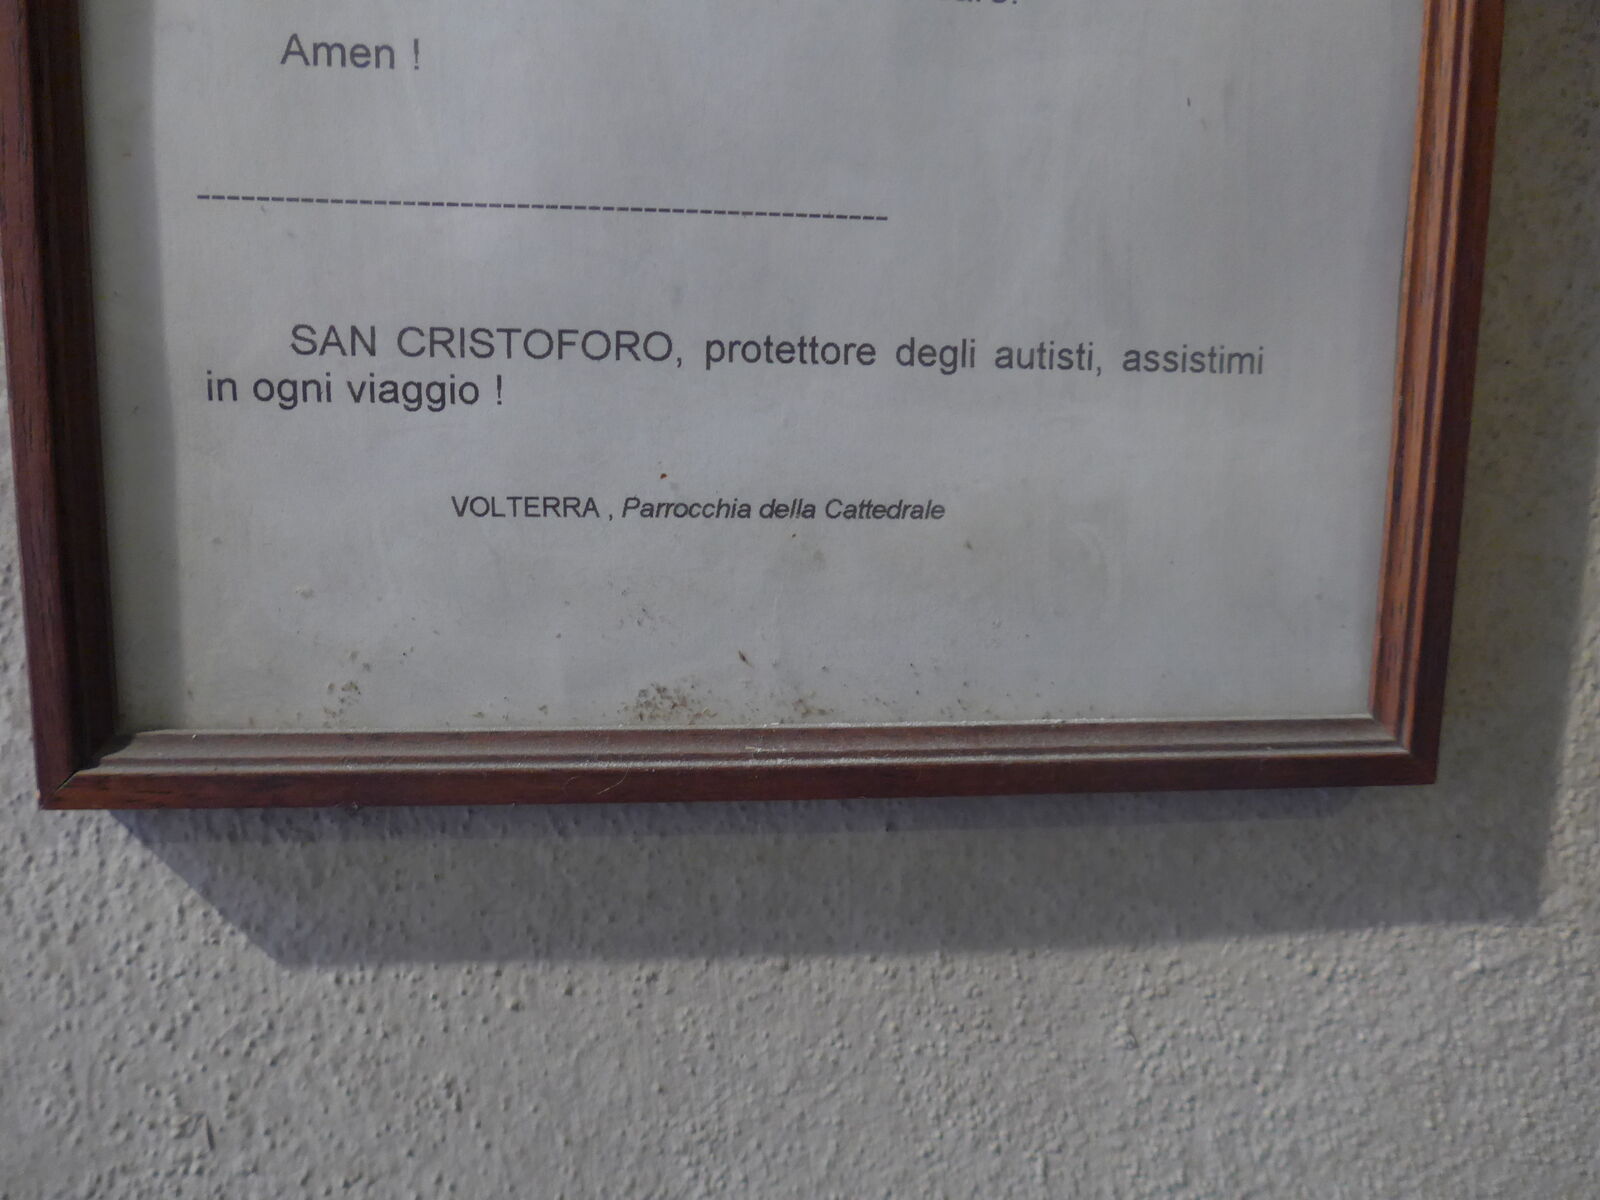 Amen !
-----------------------------------------------
SAN CRISTOFORO, protettore degli autisti, assistimi
in ogni viaggio !
VOLTERRA , Parrocchia della Cattedrale